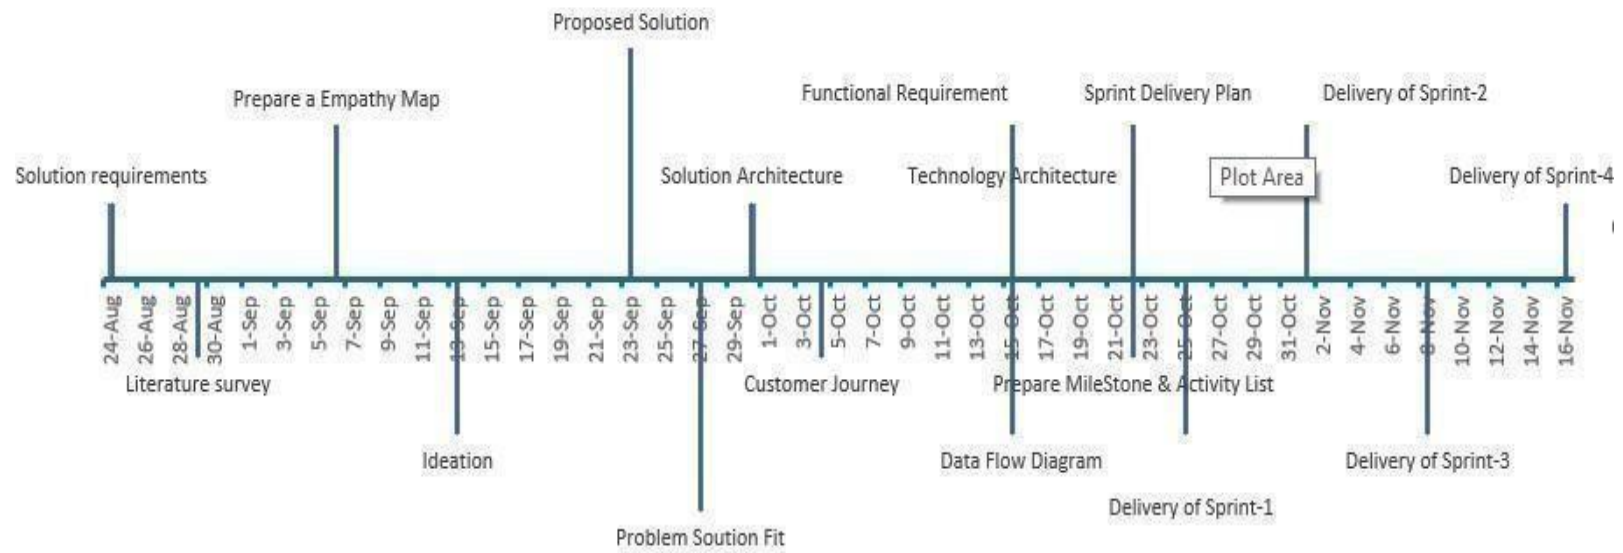 Proposed Solution
Prepare a Empathy Map
Functional Requirement
Sprint Delivery Plan
Delivery of Sprint-2
Solution requirements
Solution Architecture
Technology Architecture
Plot Area
Delivery of Sprint-4
24-Aug
26-Aug
28-Aug
30-Aug
1-Sep
3-Sep
5-Sep
7-Sep
9-Sep
11-Sep
13-Sep
15-Sep
17-Sep
19-Sep
21-Sep
23-Sep
25-Sep
27-Sep
29-Sep
1-Oct
3-Oct
5-Oct
7-Oct
9-Oct
11-Oct
13-Oct
15-Oct
17-Oct
19-Oct
21-Oct
23-Oct
25-Oct
27-Oct
29-Oct
31-Oct
2-Nov
4-Nov
6-Nov
8-Nov
10-Nov
12-Nov
14-Nov
16-Nov
Literature survey
Customer Journey
Prepare MileStone & Activity List
Ideation
Data Flow Diagram
Delivery of Sprint-3
Delivery of Sprint-1
Problem Soution Fit